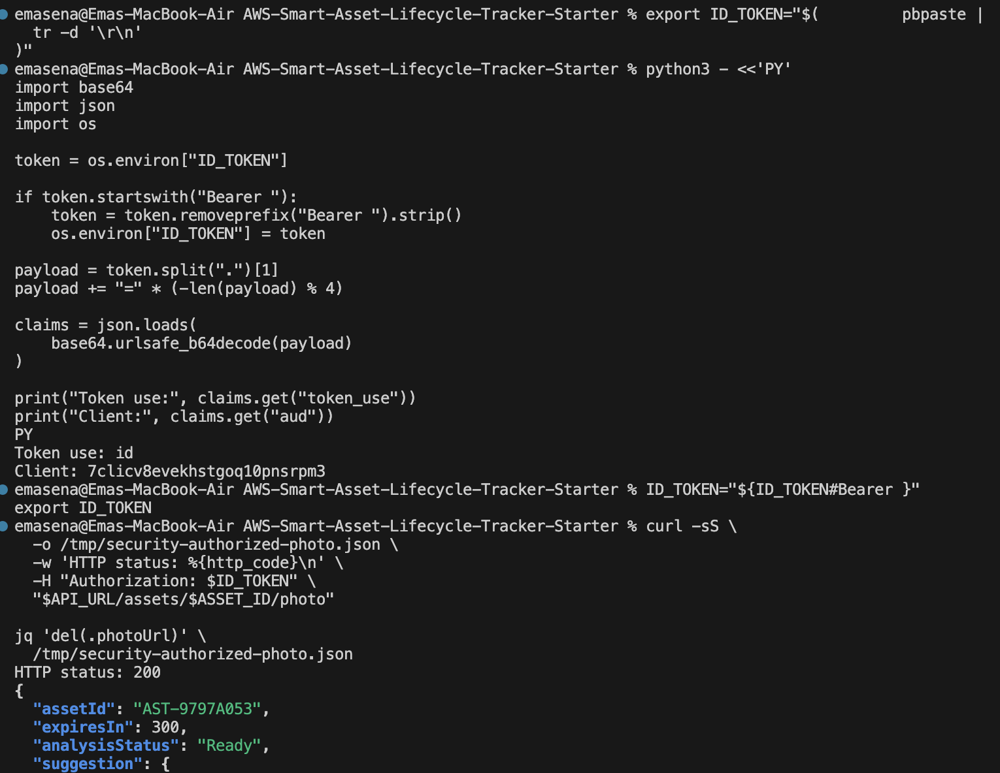 emasena@Emas-MacBook-Air AWS-Smart-Asset-Lifecycle-Tracker-Starter % export ID_TOKEN="$(         pbpaste |
  tr -d '\r\n'
)"
emasena@Emas-MacBook-Air AWS-Smart-Asset-Lifecycle-Tracker-Starter % python3 - <<'PY'
import base64
import json
import os

token = os.environ["ID_TOKEN"]

if token.startswith("Bearer "):
    token = token.removeprefix("Bearer ").strip()
    os.environ["ID_TOKEN"] = token

payload = token.split(".")[1]
payload += "=" * (-len(payload) % 4)

claims = json.loads(
    base64.urlsafe_b64decode(payload)
)

print("Token use:", claims.get("token_use"))
print("Client:", claims.get("aud"))
PY
Token use: id
Client: 7clicv8evekhstgoq10pnsrpm3
emasena@Emas-MacBook-Air AWS-Smart-Asset-Lifecycle-Tracker-Starter % ID_TOKEN="${ID_TOKEN#Bearer }"
export ID_TOKEN
emasena@Emas-MacBook-Air AWS-Smart-Asset-Lifecycle-Tracker-Starter % curl -sS \
  -o /tmp/security-authorized-photo.json \
  -w 'HTTP status: %{http_code}\n' \
  -H "Authorization: $ID_TOKEN" \
  "$API_URL/assets/$ASSET_ID/photo"

jq 'del(.photoUrl)' \
  /tmp/security-authorized-photo.json
HTTP status: 200
{
  "assetId": "AST-9797A053",
  "expiresIn": 300,
  "analysisStatus": "Ready",
  "suggestion": {